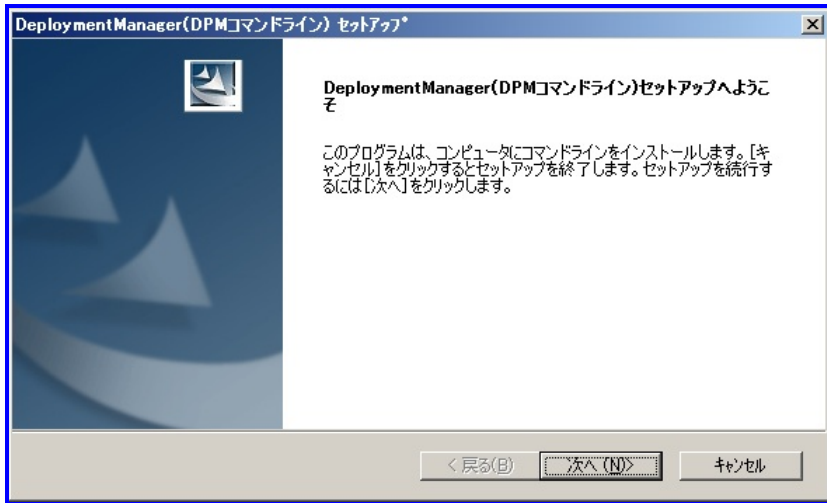 DeploymentManager(DPMコマンドライン) セットアップ
DeploymentManager(DPMコマンドライン)セットアップへようこ
そ
このプログラムは、コンピュータにコマンドラインをインストールします。[キ
ャンセル]をクリックするとセットアップを終了します。セットアップを続行す
るには[次へ]をクリックします。
< 戻る(B)
次へ (N)>
キャンセル